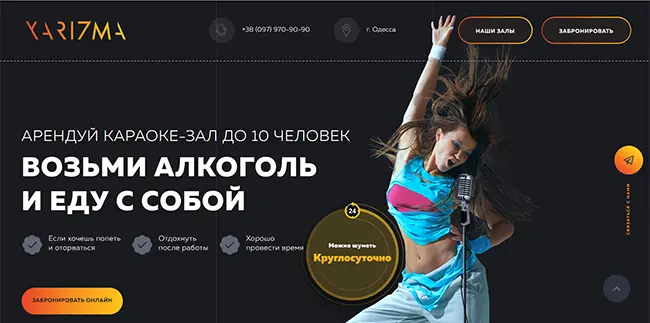 XARIZMA
+38 (097) 970-90-90
г. Одесса
НАШИ ЗАЛЫ
ЗАБРОНИРОВАТЬ
АРЕНДУЙ КАРАОКЕ-ЗАЛ ДО 10 ЧЕЛОВЕК
ВОЗЬМИ АЛКОГОЛЬ
И ЕДУ С СОБОЙ
Если хочешь попеть
и оторваться
Отдохнуть
после работы
Хорошо
провести время
24
Можно шуметь
Круглосуточно
СВЯЗАТЬСЯ С НАМИ
ЗАБРОНИРОВАТЬ ОНЛАЙН